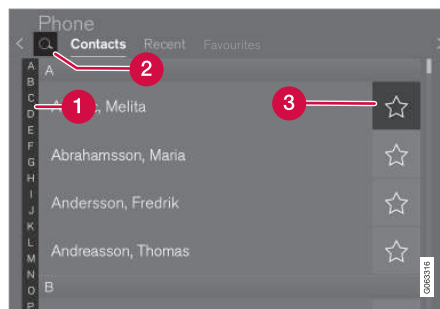 Phone
Contacts Recent Favourites
2
A
1
, Melita
3
Abrahamsson, Maria
Andersson, Fredrik
Andreasson, Thomas
B
A
B
C
D
E
F
G
H
I
J
K
L
M
N
O
P
G063316